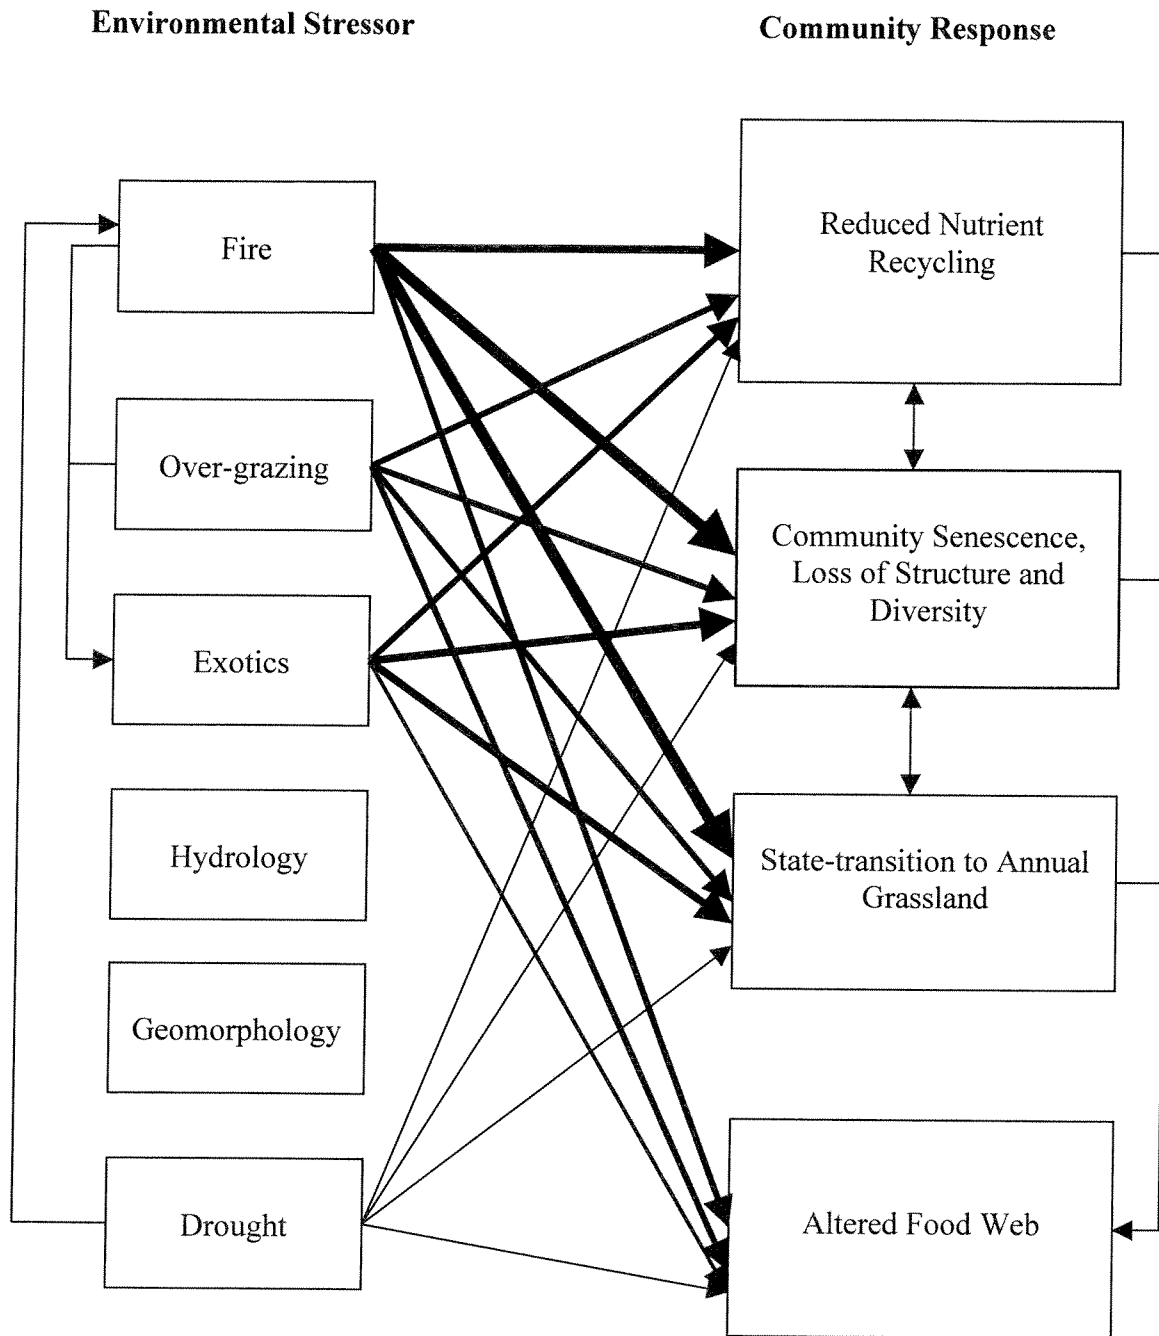 Environmental Stressor
Community Response
Fire
Over-grazing
Exotics
Hydrology
Geomorphology
Drought
Reduced Nutrient
Recycling
Community Senescence,
Loss of Structure and
Diversity
State-transition to Annual
Grassland
Altered Food Web